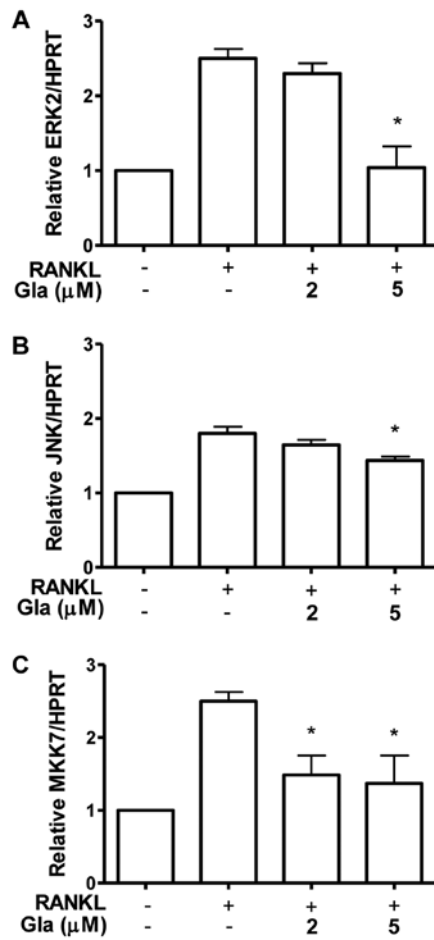 A
Relative ERK2/HPRT
3
2
1
0
*
RANKL - + + +
Gla (μM) - - 2 5
B
Relative JNK/HPRT
3
2
1
0
*
RANKL - + + +
Gla (μM) - - 2 5
C
Relative MKK7/HPRT
3
2
1
0
* *
RANKL - + + +
Gla (μM) - - 2 5